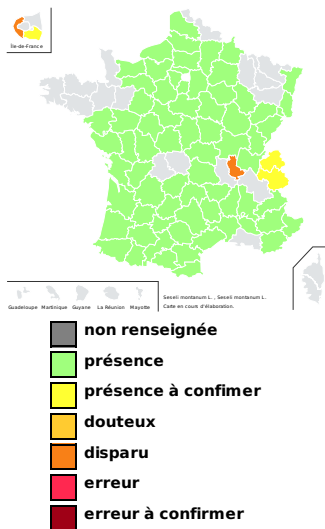 Île-de-France
Guadeloupe Martinique Guyane La Réunion Mayotte
Seseli montanum L. , Seseli montanum L.
Carte en cours d'élaboration.
non renseignée
présence
présence à confimer
douteux
disparu
erreur
erreur à confirmer